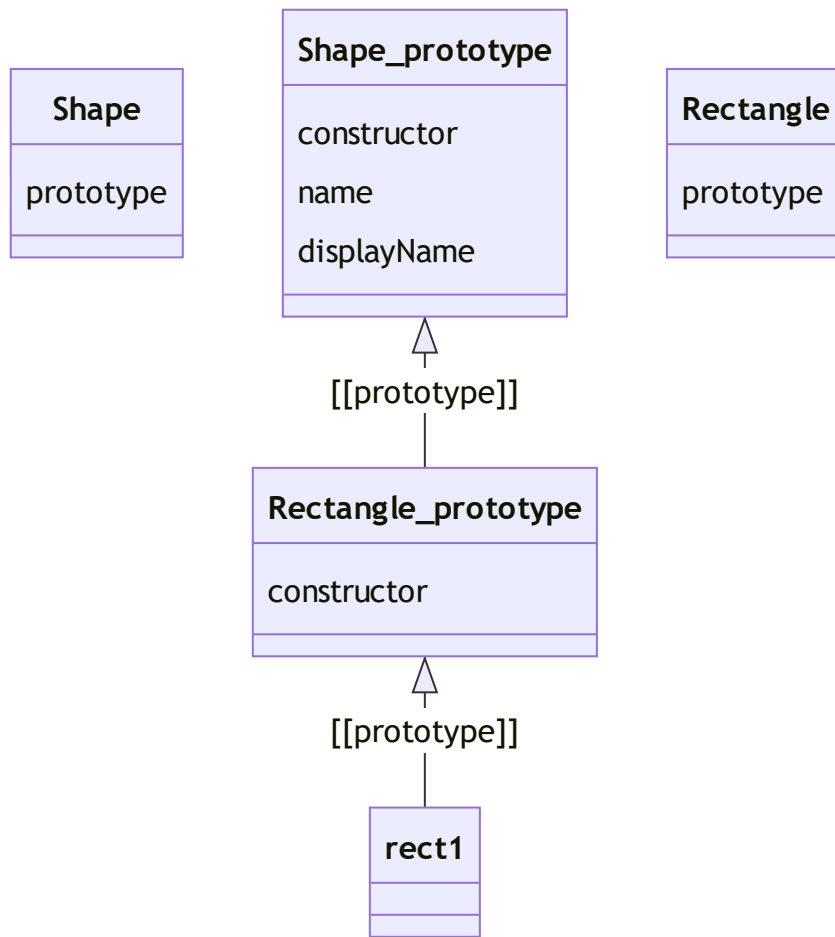 Shape_prototype
constructor
name
displayName
Shape
prototype
Rectangle
prototype
[[prototype]]
Rectangle_prototype
constructor
[[prototype]]
rect1